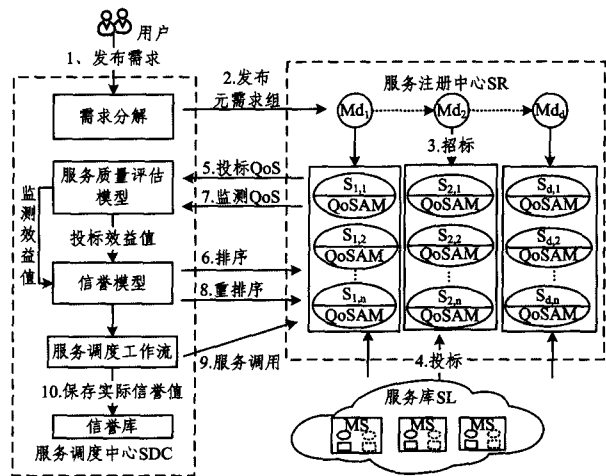 用户
1、发布需求
2.发布
元需求组
服务注册中心SR
需求分解
Md1
Md2
Mdd
3.招标
服务质量评估
模型
监测效益值
投标效益值
信誉模型
5.投标QoS
7.监测QoS
6.排序
8.重排序
S1,1
QoSAM
S2,1
QoSAM
Sd,1
QoSAM
S1,2
QoSAM
S2,2
QoSAM
Sd,2
QoSAM
S1,n
QoSAM
S2,n
QoSAM
Sd,n
QoSAM
服务调度工作流
9.服务调用
4.投标
10.保存实际信誉值
信誉库
服务调度中心SDC
服务库SL
MS
MS
MS